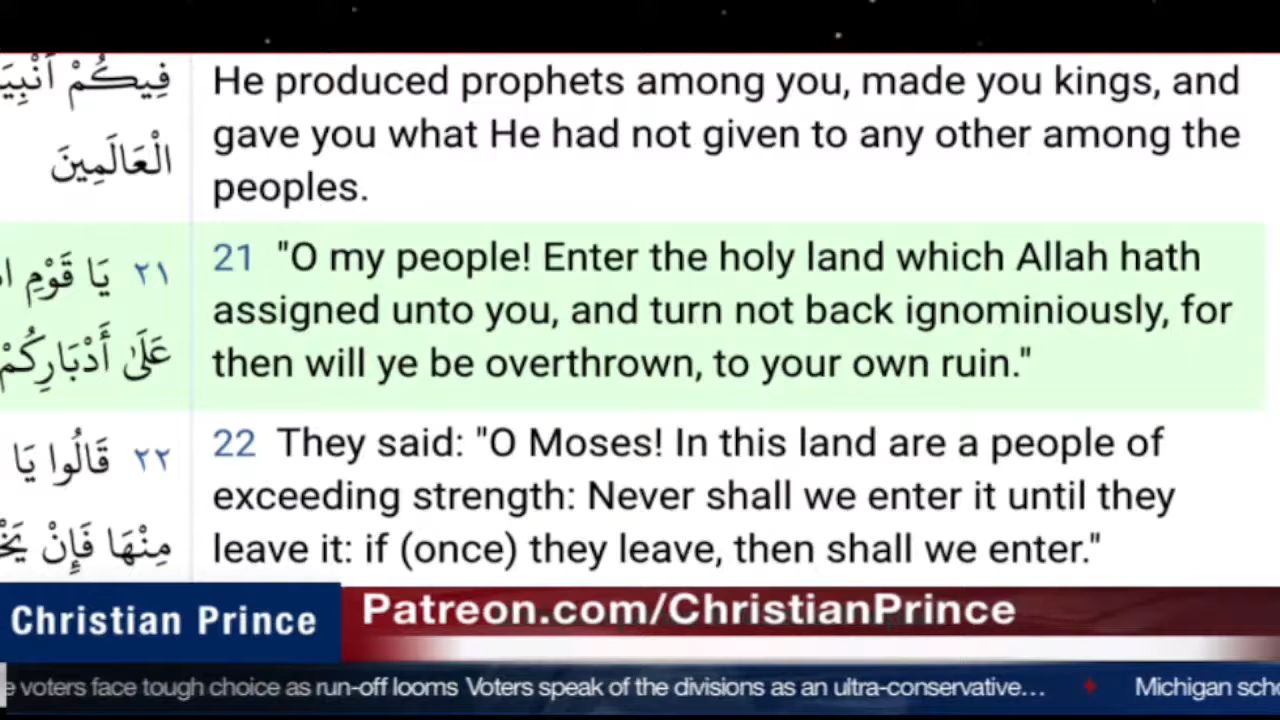 فِيكُمْ
He produced prophets among you, made you kings, and
gave you what He had not given to any other among the
الْعَالَمِينَ
peoples.
٢١ يَا قَوْمِ
21 "O my people! Enter the holy land which Allah hath
assigned unto you, and turn not back ignominiously, for
عَلَىٰ أَدْبَارِكُمْ
then will ye be overthrown, to your own ruin."
٢٢ قَالُوا يَا
22 They said: "O Moses! In this land are a people of
exceeding strength: Never shall we enter it until they
مِنْهَا فَإِنْ
leave it: if (once) they leave, then shall we enter."
Christian Prince
Patreon.com/ChristianPrince
voters face tough choice as run-off looms Voters speak of the divisions as an ultra-conservative... Michigan